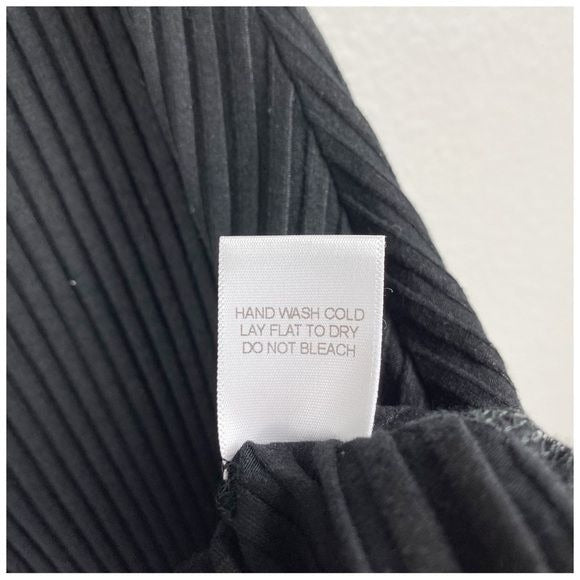 HAND WASH COLD
LAY FLAT TO DRY
DO NOT BLEACH